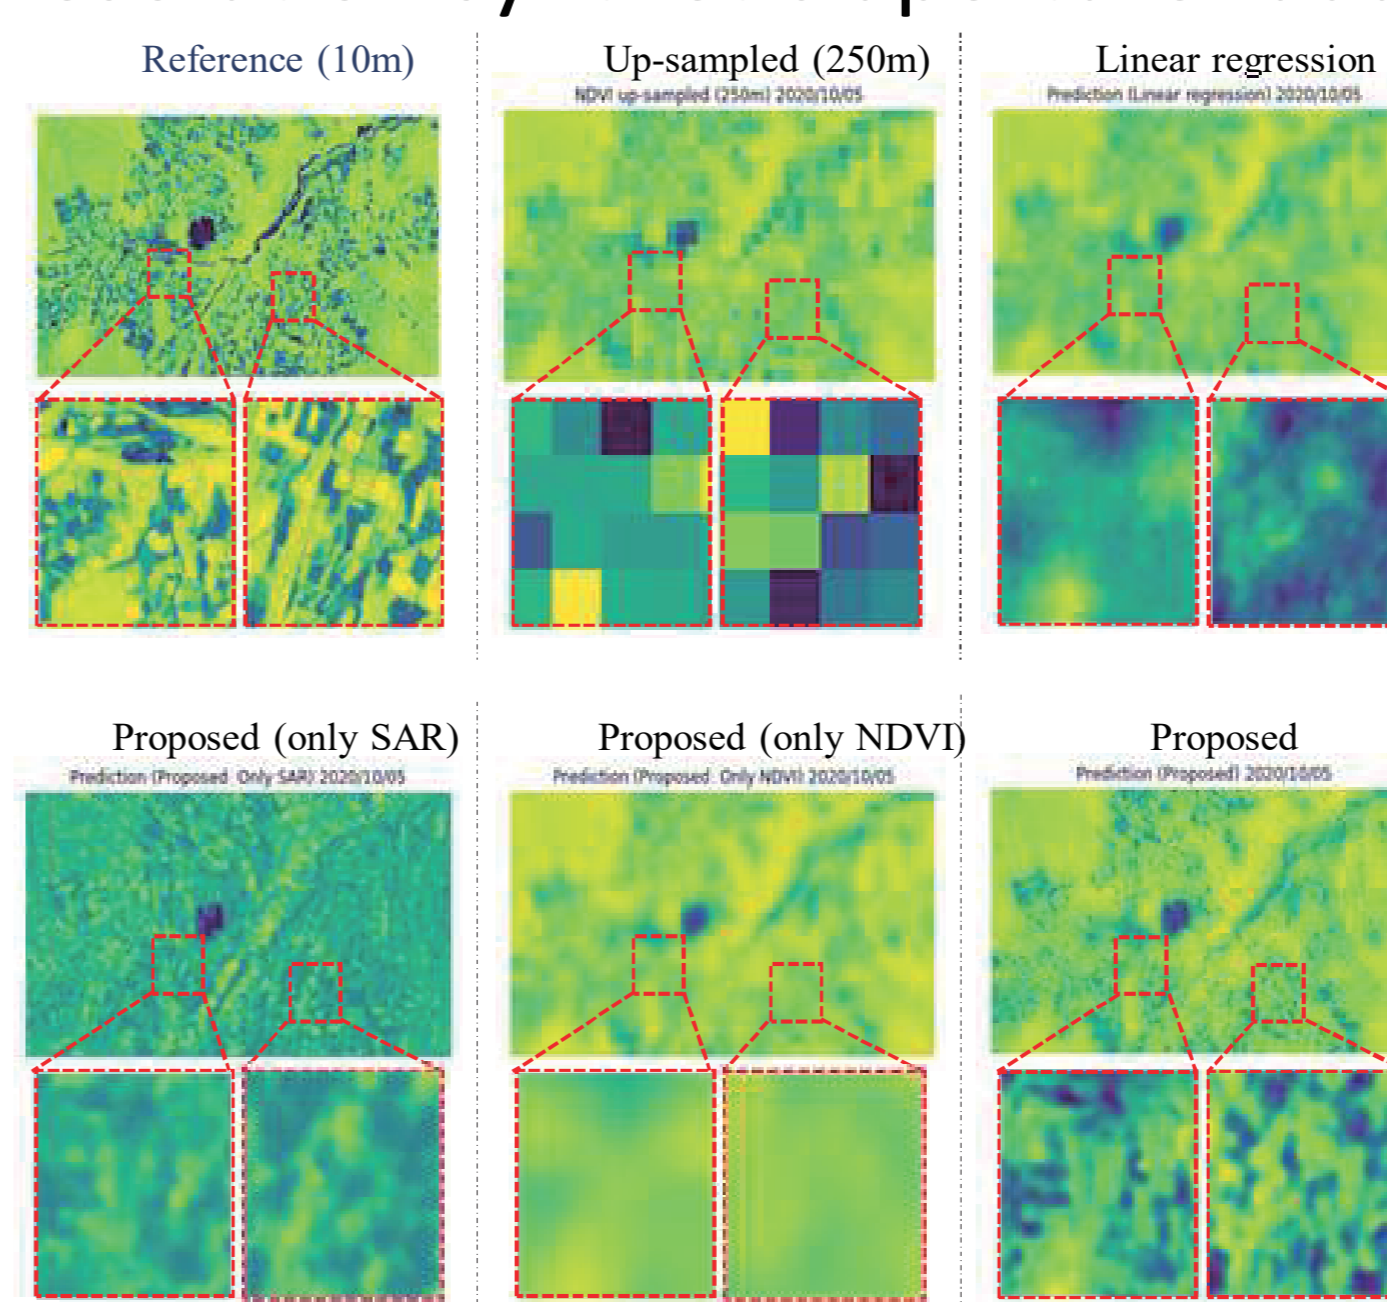 Reference (10m)
Up-sampled (250m)
Linear regression
NDVI up-sampled (250m) 2020/10/05
Prediction (Linear regression) 2020/10/05
Proposed (only SAR)
Proposed (only NDVI)
Proposed
Prediction (Proposed Only SAR) 2020/10/05
Prediction (Proposed Only NDVI) 2020/10/05
Prediction (Proposed) 2020/10/05